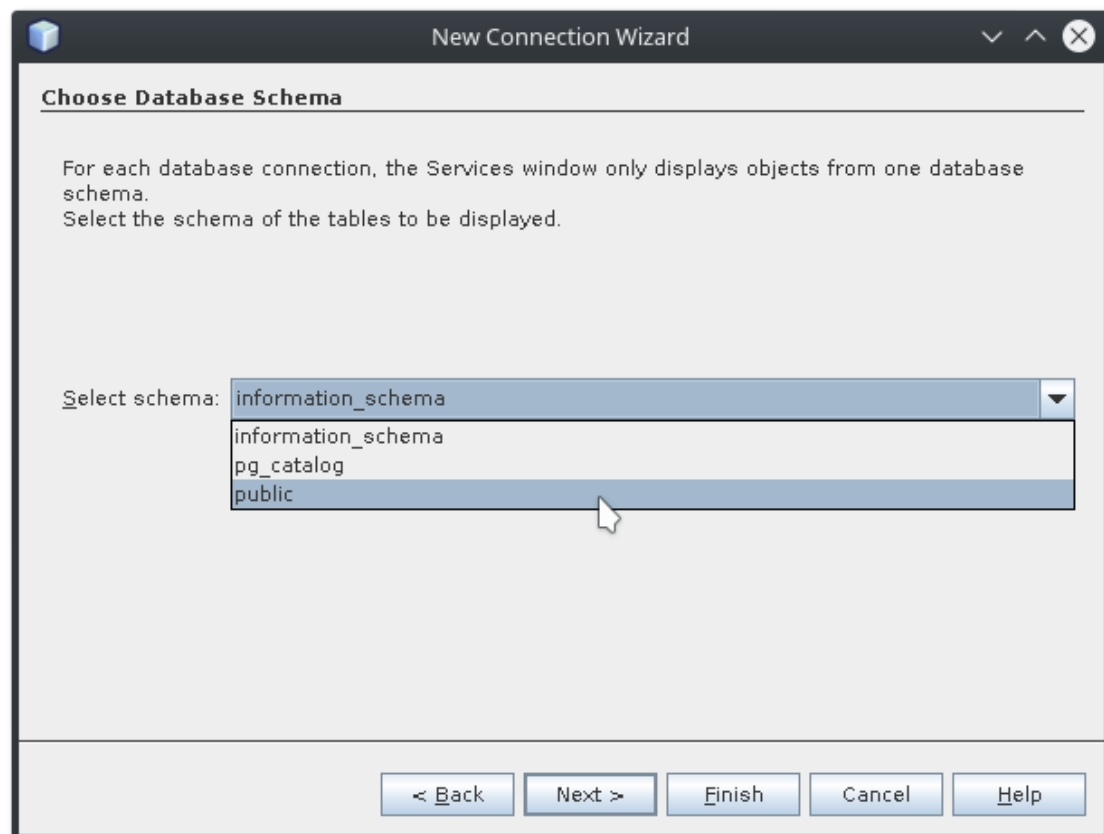 New Connection Wizard
Choose Database Schema
For each database connection, the Services window only displays objects from one database
schema.
Select the schema of the tables to be displayed.
Select schema: information_schema
information_schema
pg_catalog
public
< Back Next > Finish Cancel Help